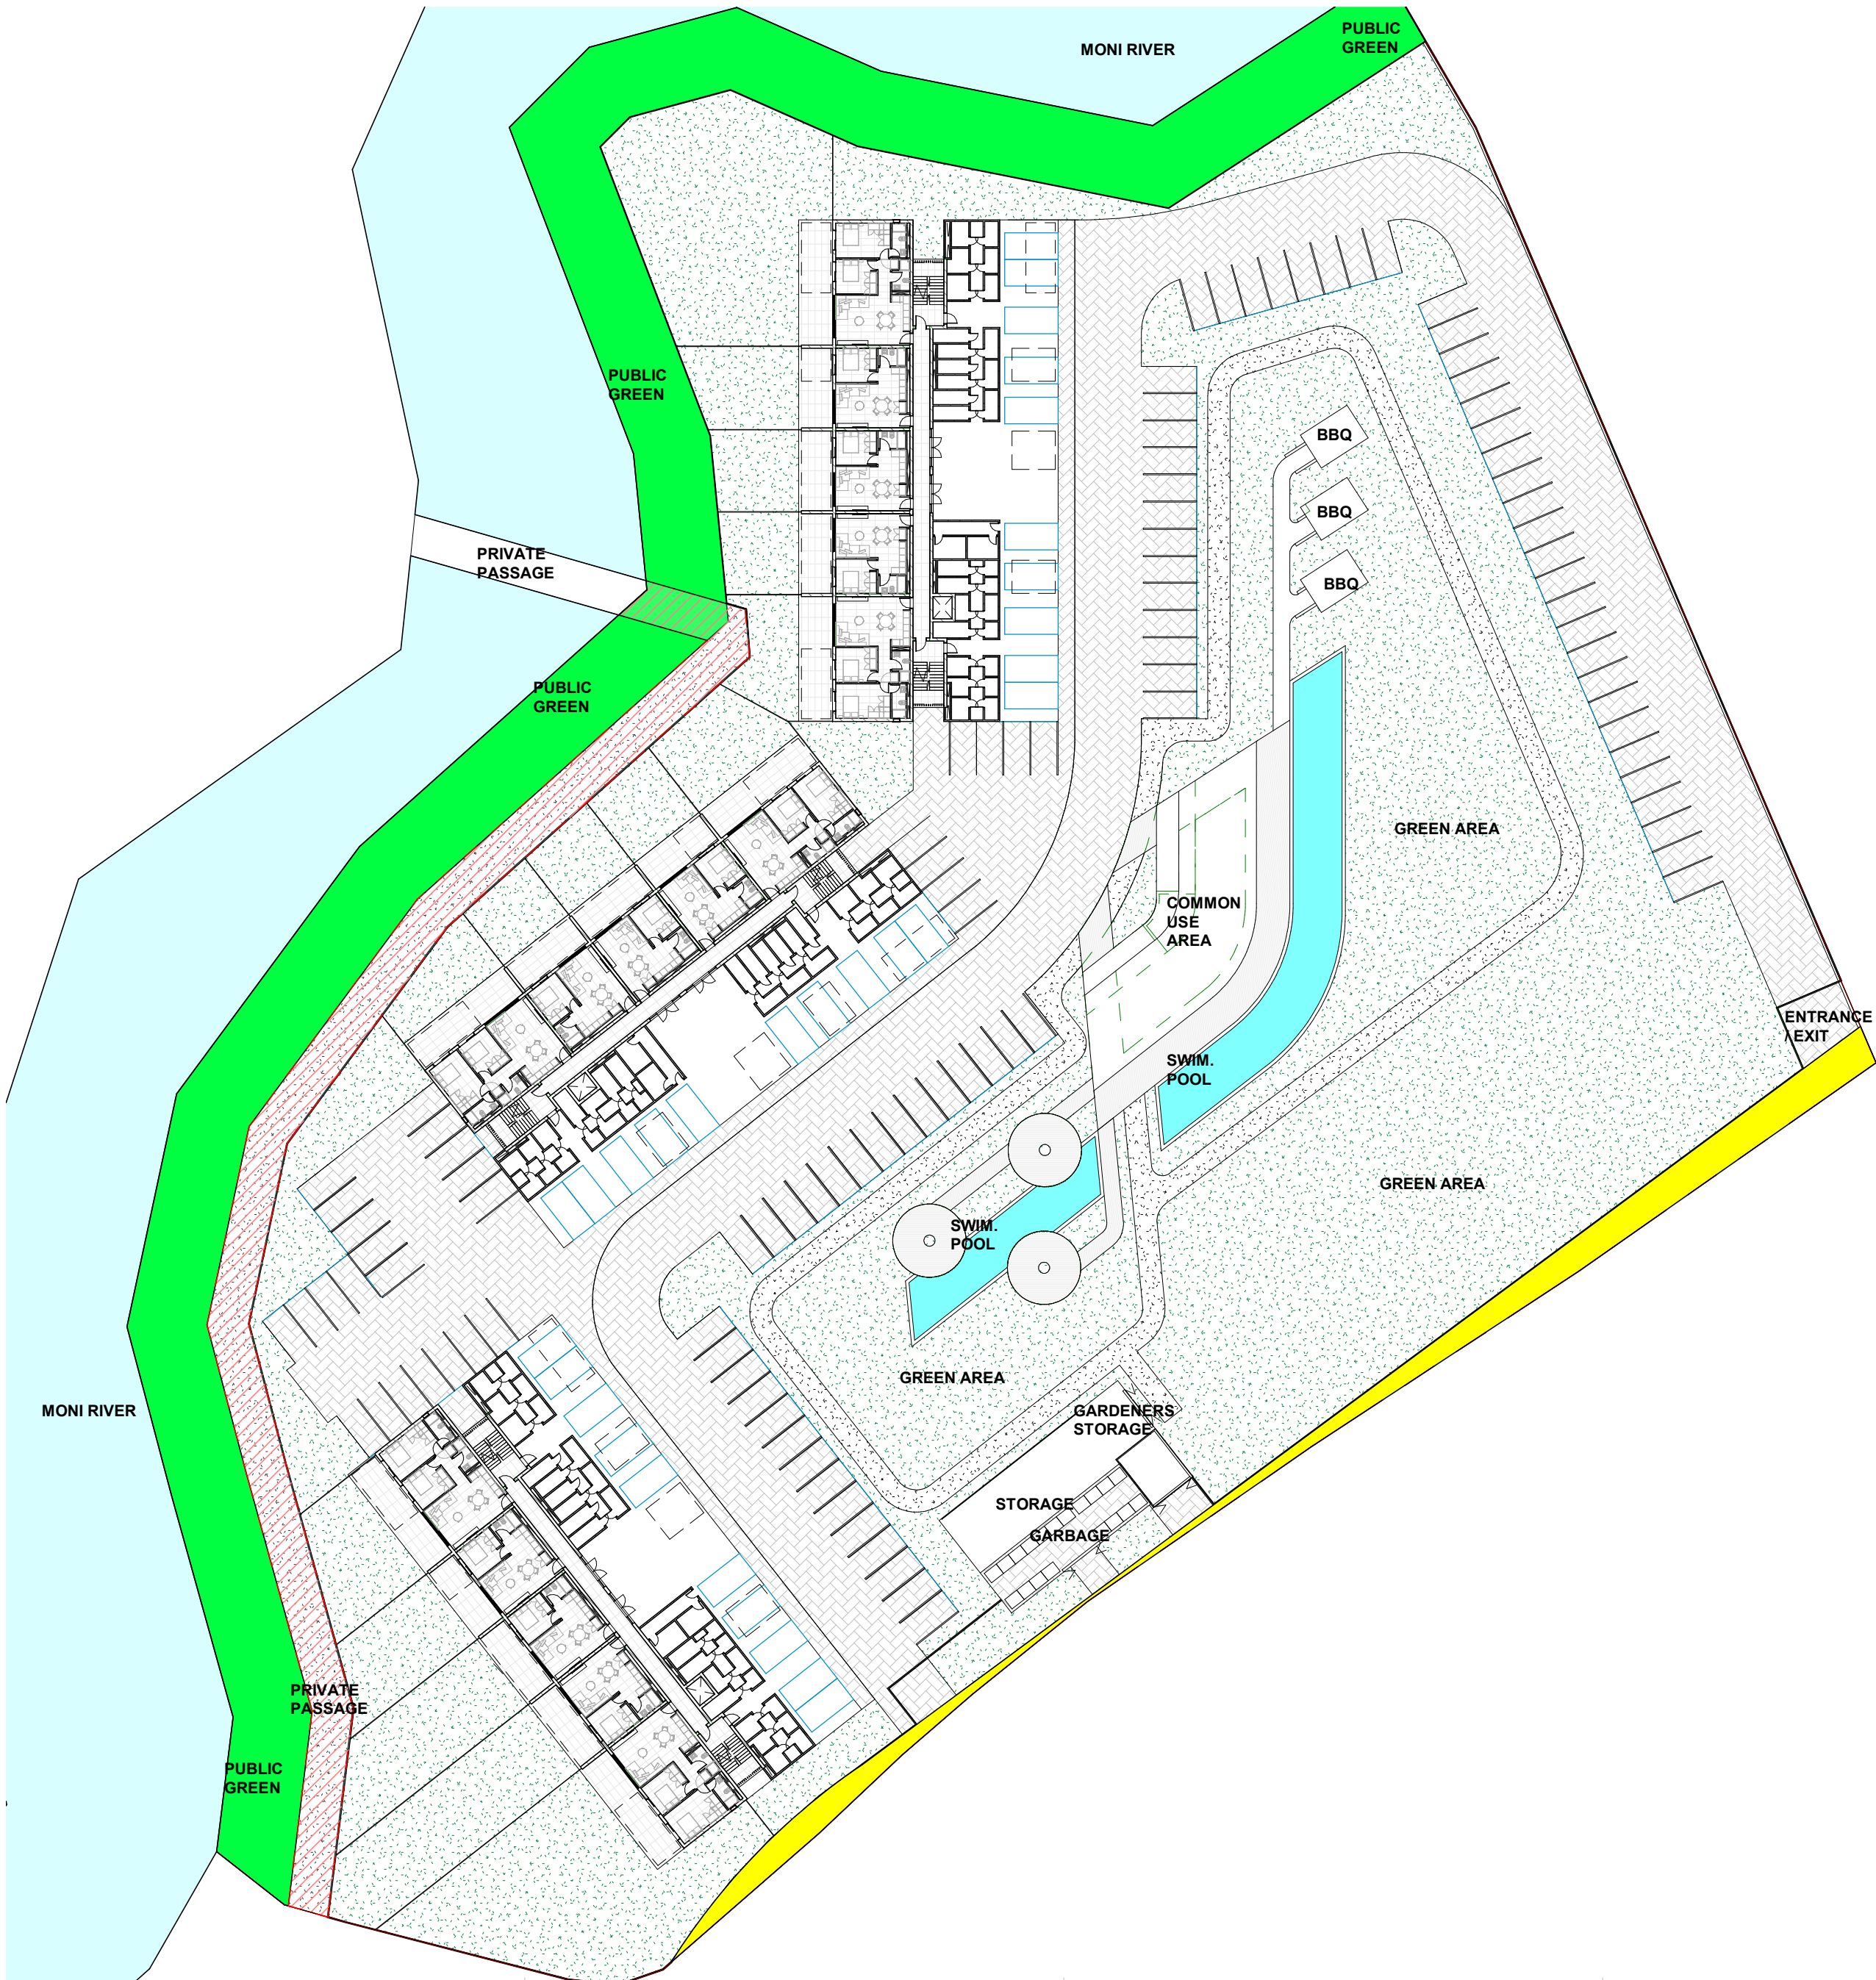 PUBLIC
GREEN
MONI RIVER
PUBLIC
GREEN
BBQ
BBQ
BBQ
PRIVATE
PASSAGE
PUBLIC
GREEN
GREEN AREA
COMMON
USE
AREA
ENTRANCE
/ EXIT
SWIM.
POOL
GREEN AREA
SWIM.
POOL
GREEN AREA
MONI RIVER
GARDENERS
STORAGE
STORAGE
GARBAGE
PRIVATE
PASSAGE
PUBLIC
GREEN